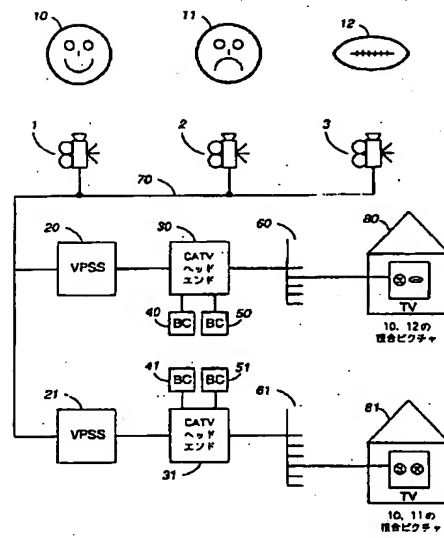 10
11
12
1
2
3
70
20
30
60
80
VPSS
CATV
ヘッド
エンド
TV
40
BC
BC
50
10、12の
複合ピクチャ
41
BC
BC
51
21
61
81
VPSS
CATV
ヘッド
エンド
31
TV
10、11の
複合ピクチャ